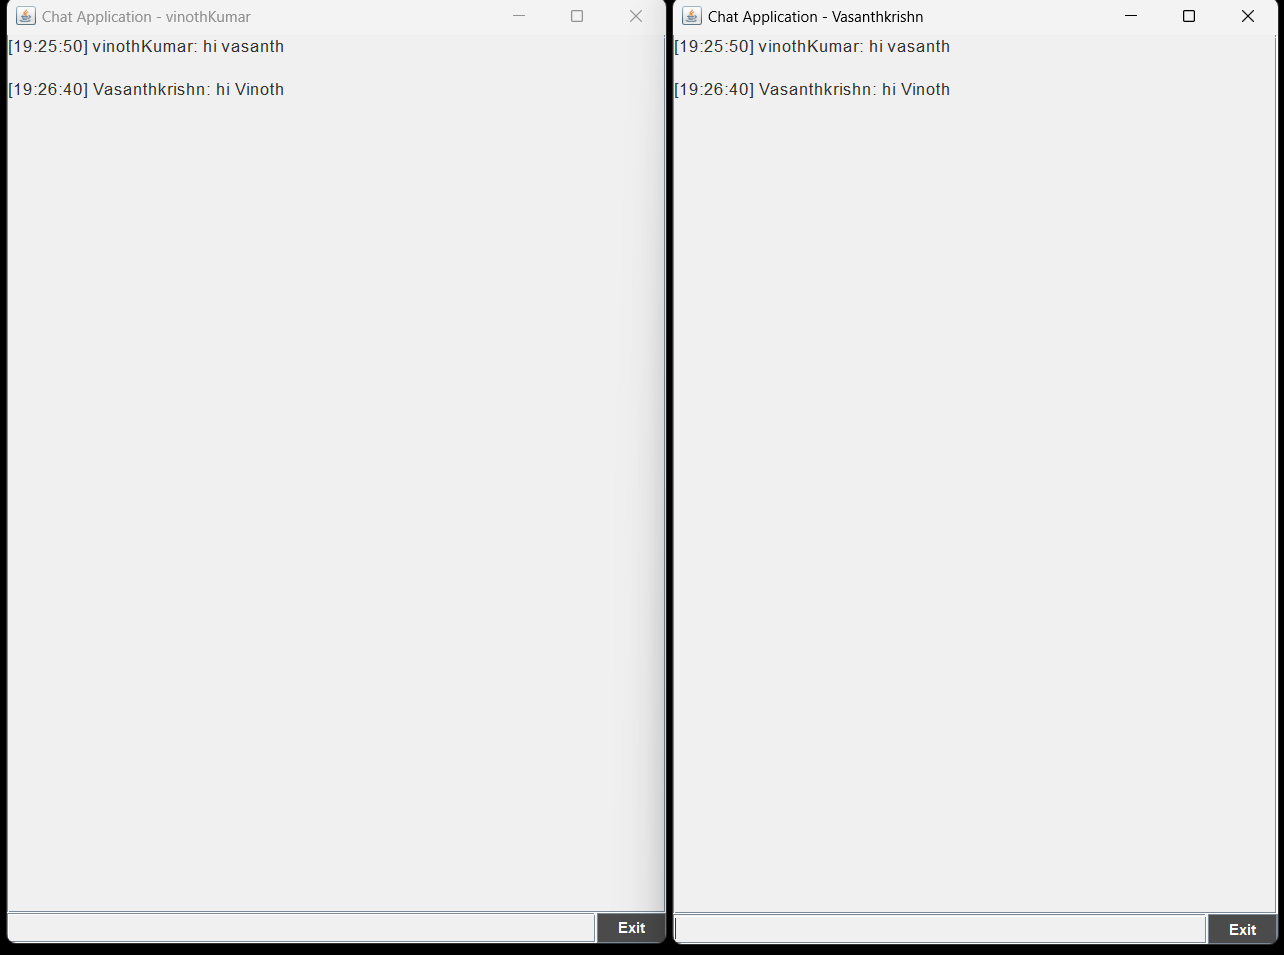 Chat Application - vinothKumar
[19:25:50] vinothKumar: hi vasanth
[19:26:40] Vasanthkrishn: hi Vinoth
Exit
Chat Application - Vasanthkrishn
[19:25:50] vinothKumar: hi vasanth
[19:26:40] Vasanthkrishn: hi Vinoth
Exit